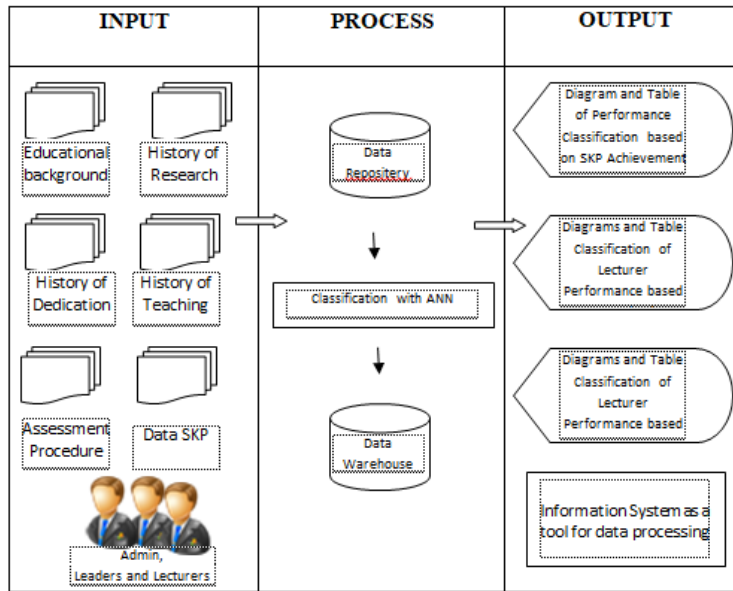 INPUT
PROCESS
OUTPUT
Educational
background
History of
Research
History of
Dedication
History of
Teaching
Assessment
Procedure
Data SKP
Admin,
Leaders and Lecturers
Data
Repository
Classification with ANN
Data
Warehouse
Diagram and Table
of Performance
Classification based
on SKP Achievement
Diagrams and Table
Classification of
Lecturer
Performance based
Diagrams and Table
Classification of
Lecturer
Performance based
Information System as a
tool for data processing